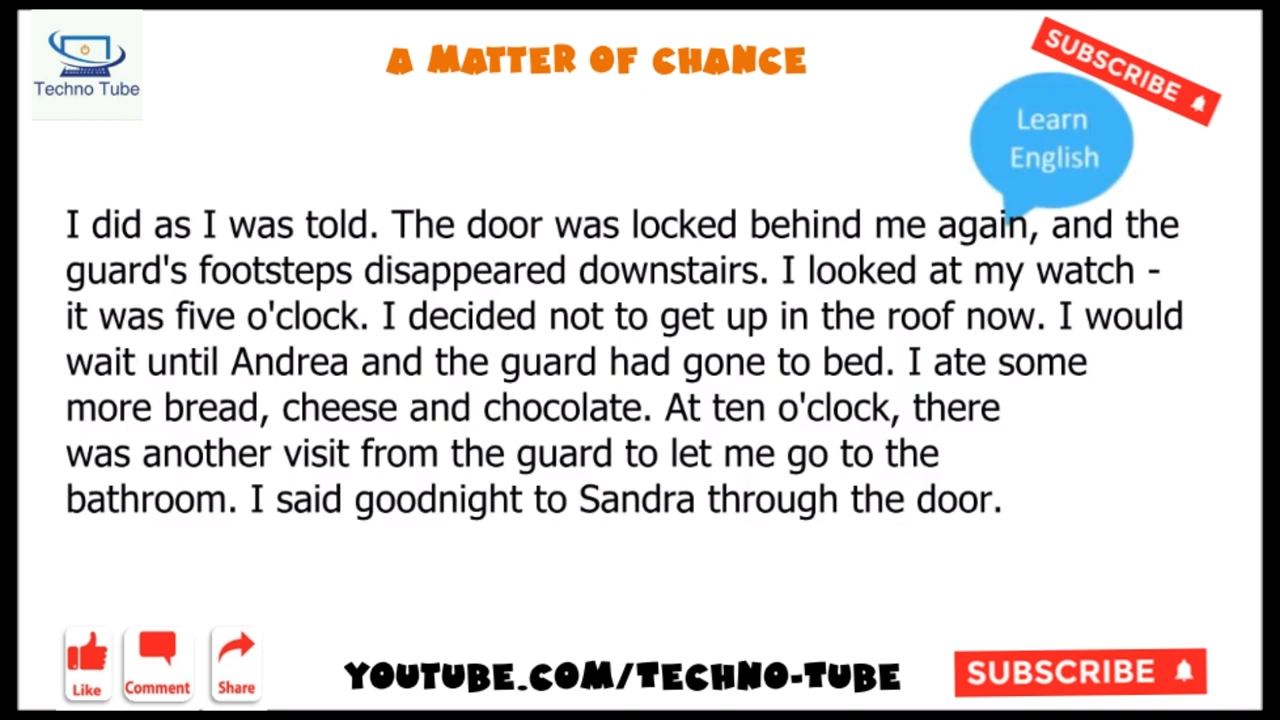 Techno Tube
A MATTER OF CHANCE
SUBSCRIBE
Learn
English
I did as I was told. The door was locked behind me again, and the
guard's footsteps disappeared downstairs. I looked at my watch -
it was five o'clock. I decided not to get up in the roof now. I would
wait until Andrea and the guard had gone to bed. I ate some
more bread, cheese and chocolate. At ten o'clock, there
was another visit from the guard to let me go to the
bathroom. I said goodnight to Sandra through the door.
Like
Comment
Share
YOUTUBE.COM/TECHNO-TUBE
SUBSCRIBE